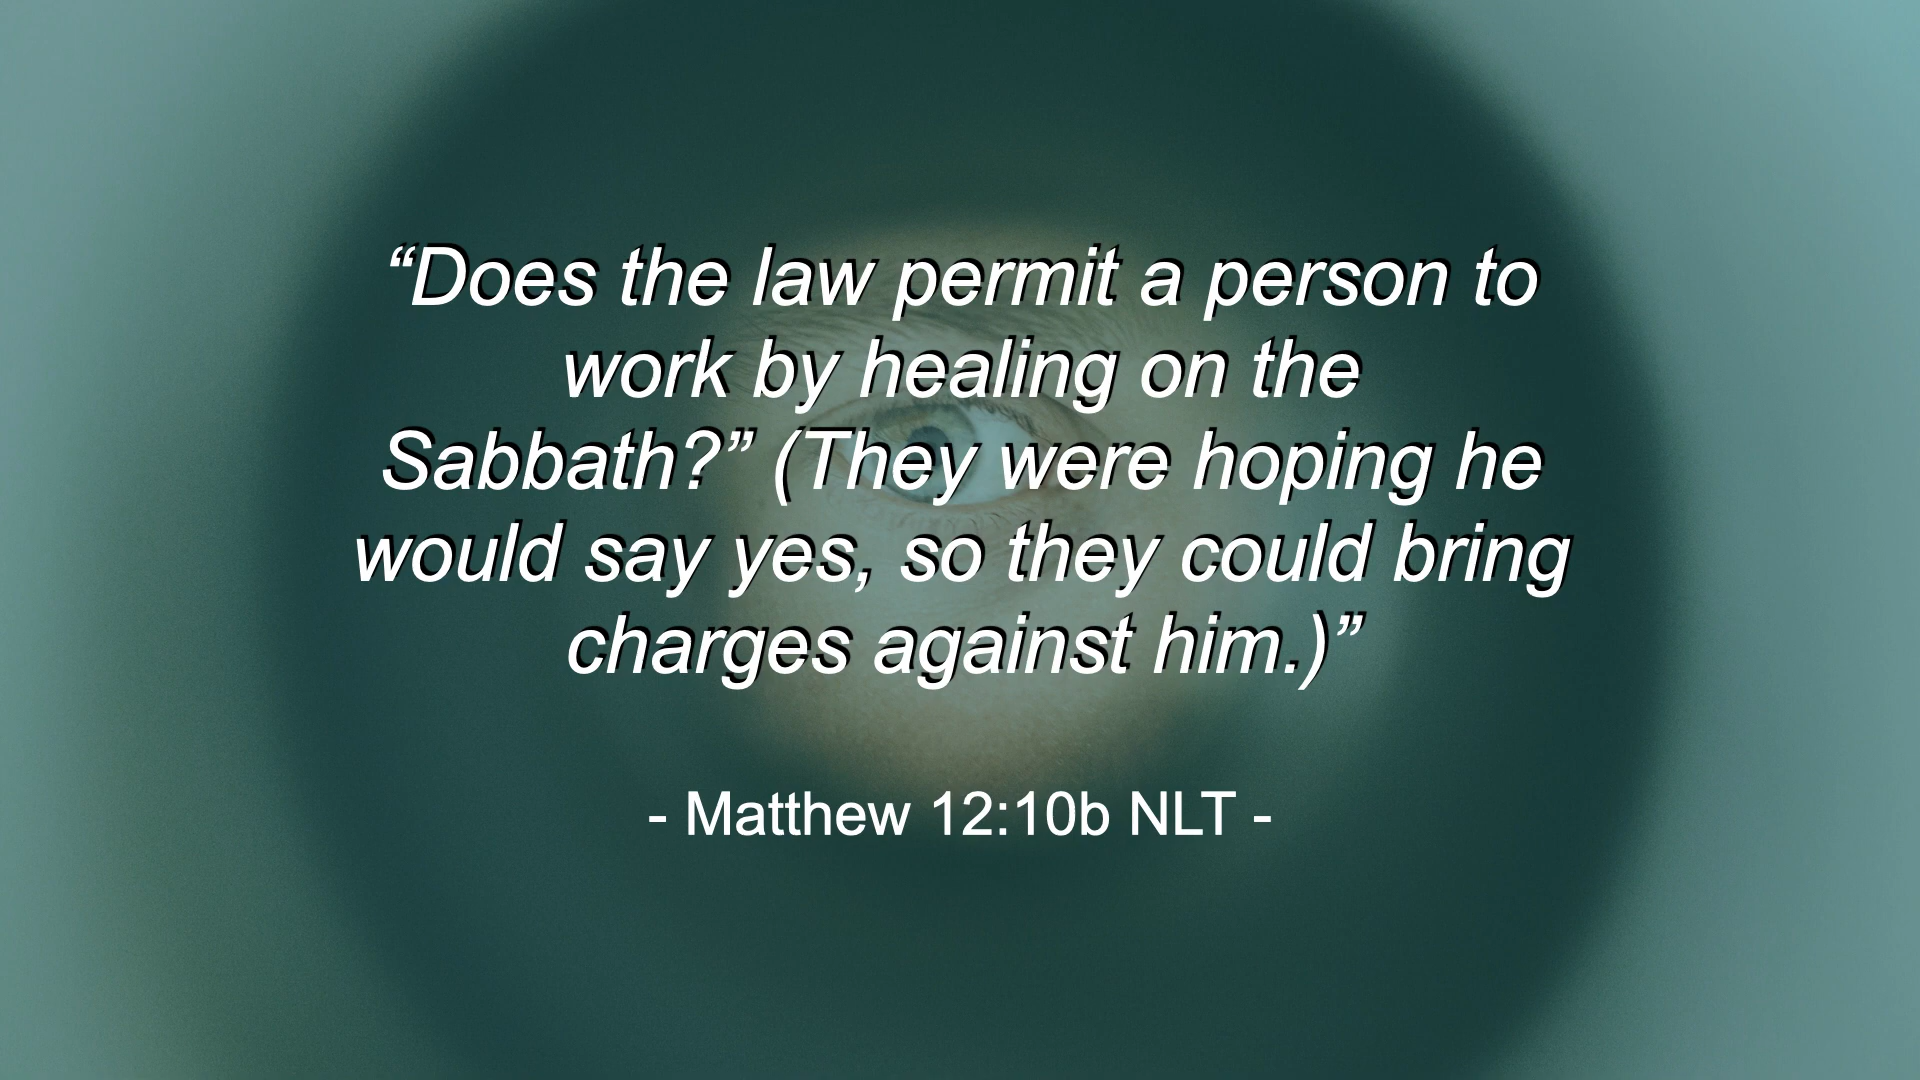 “Does the law permit a person to
work by healing on the
Sabbath?” (They were hoping he
would say yes, so they could bring
charges against him.)”
- Matthew 12:10b NLT -